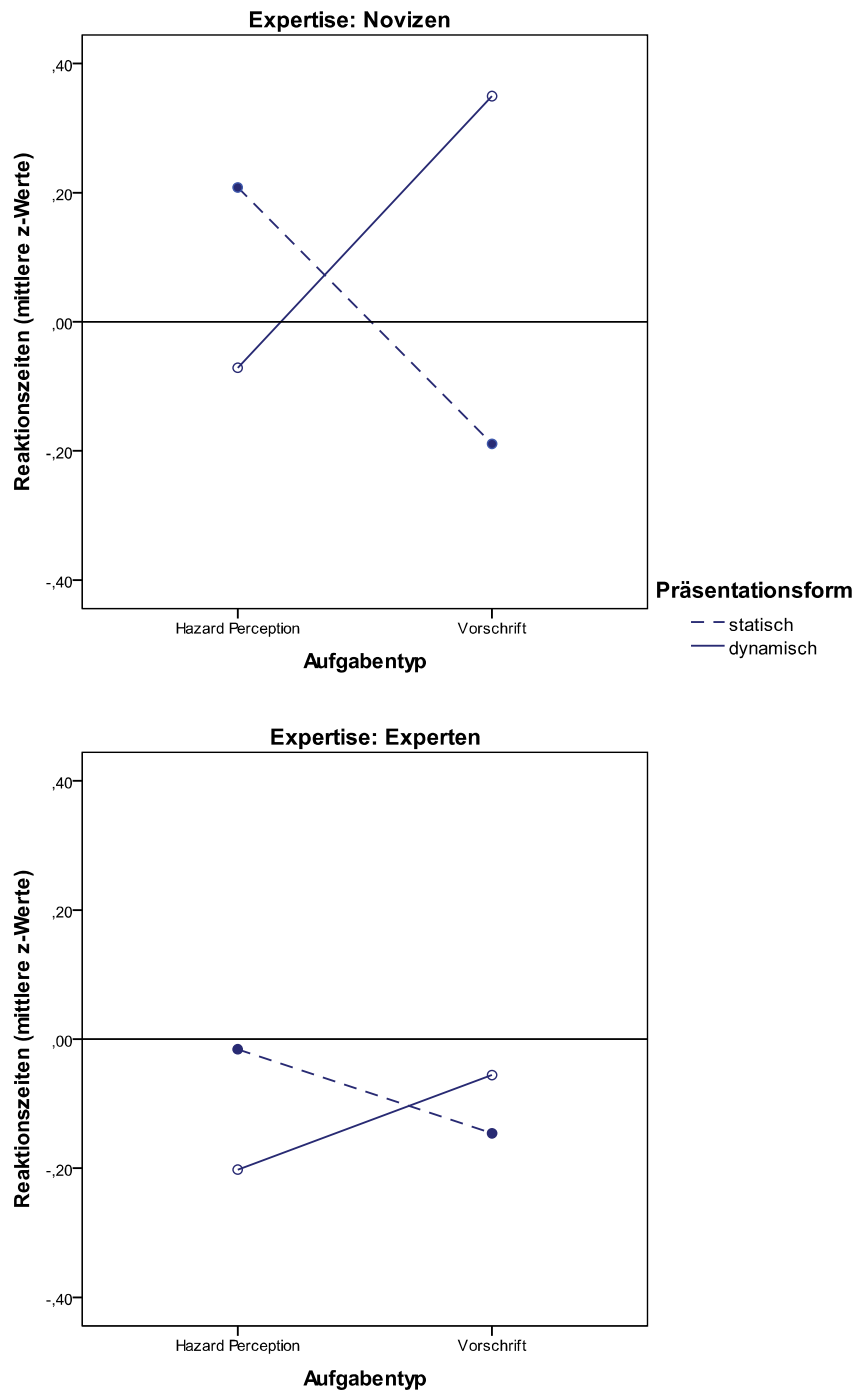 Expertise: Novizen
Reaktionszeiten (mittlere z-Werte)
,40
,20
,00
-,20
-,40
Hazard Perception Vorschrift
Aufgabentyp
Präsentationsform
statisch
dynamisch
Expertise: Experten
Reaktionszeiten (mittlere z-Werte)
,40
,20
,00
-,20
-,40
Hazard Perception Vorschrift
Aufgabentyp